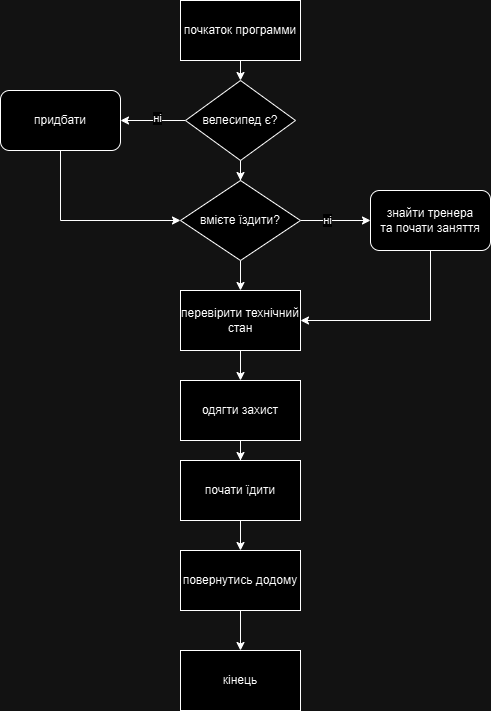 почкаток программи
велесипед є?
ні
придбати
вмієте їздити?
ні
знайти тренера
та почати заняття
перевірити технічний
стан
одягти захист
почати їдити
повернутись додому
кінець